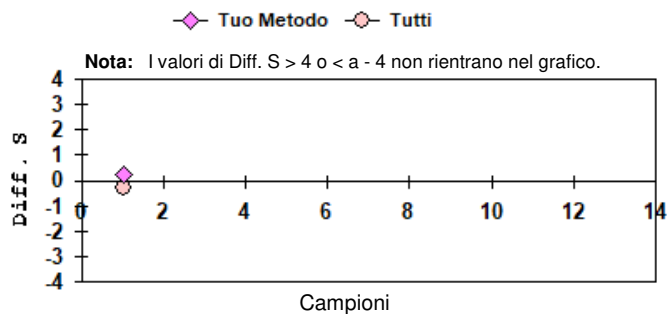 Tuo Metodo Tutti
Nota: I valori di Diff. S > 4 o < a - 4 non rientrano nel grafico.
4
3
2
1
0
-1
-2
-3
-4
Diff. S
0 2 4 6 8 10 12 14
Campioni